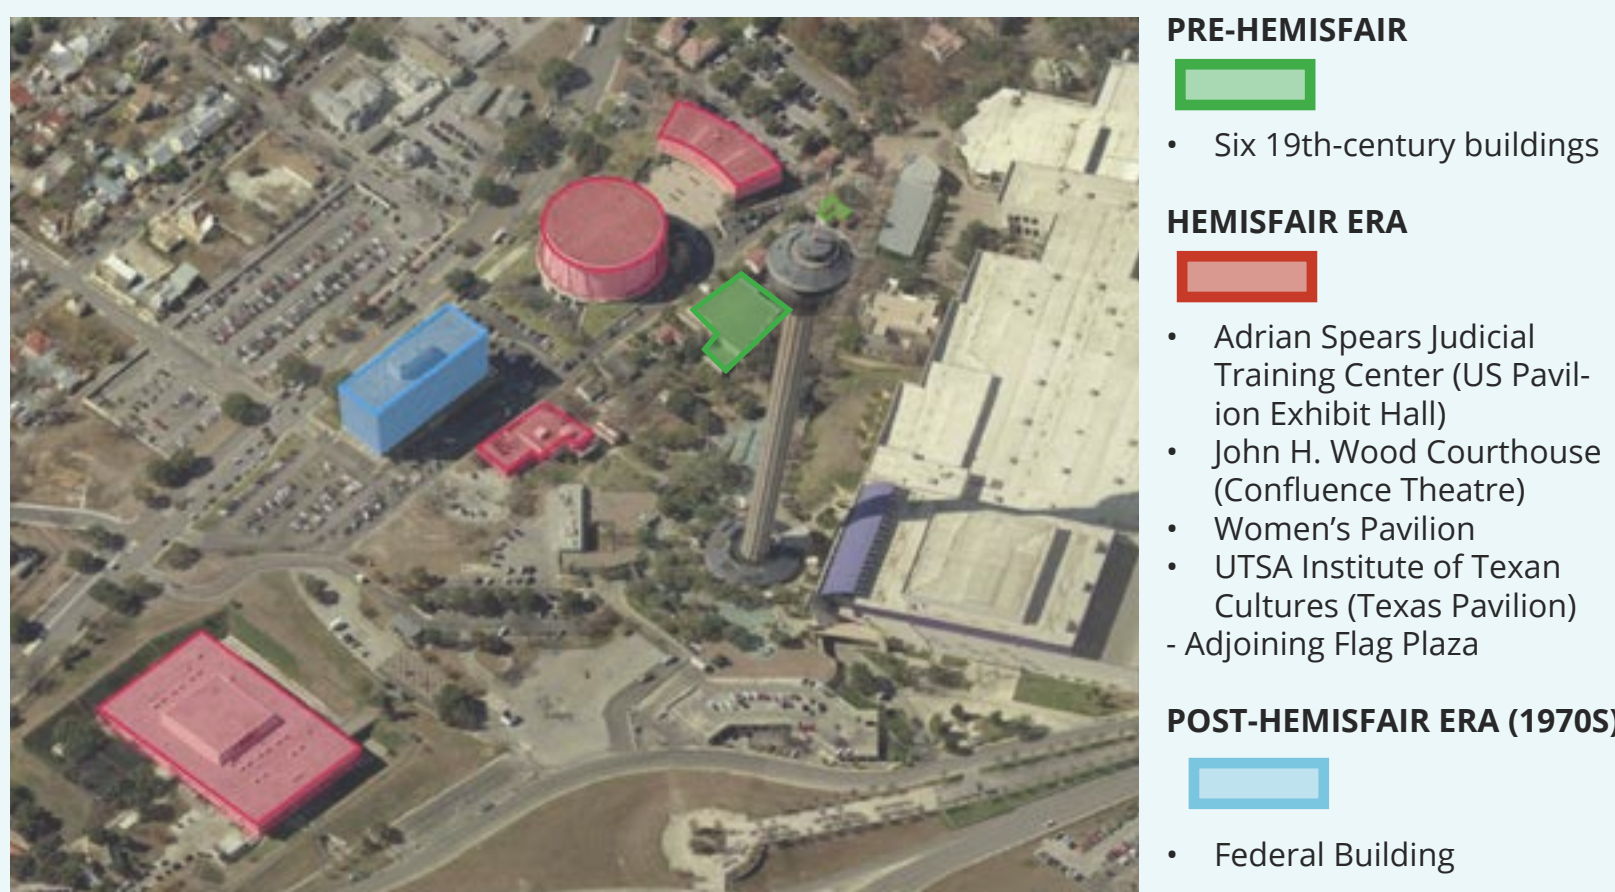 PRE-HEMISFAIR
• Six 19th-century buildings
HEMISFAIR ERA
• Adrian Spears Judicial
Training Center (US Pavil-
ion Exhibit Hall)
• John H. Wood Courthouse
(Confluence Theatre)
• Women’s Pavilion
• UTSA Institute of Texan
Cultures (Texas Pavilion)
- Adjoining Flag Plaza
POST-HEMISFAIR ERA (1970S)
• Federal Building